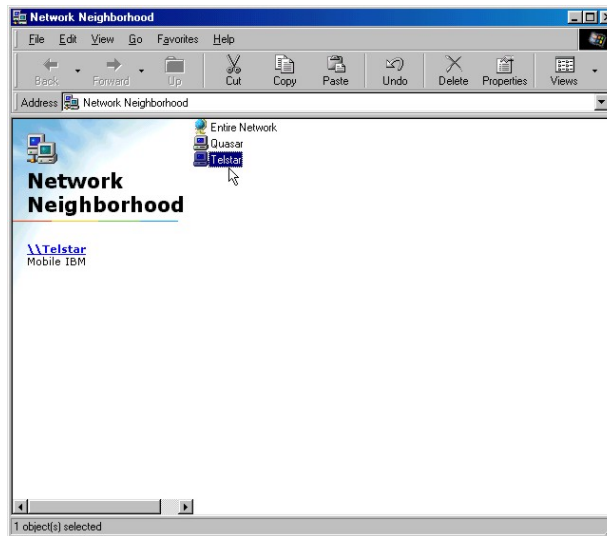 Network Neighborhood
File Edit View Go Favorites Help
Back Forward Up Cut Copy Paste Undo Delete Properties Views
Address Network Neighborhood
Entire Network
Quasar
Telstar
Network
Neighborhood
\\Telstar
Mobile IBM
1 object(s) selected